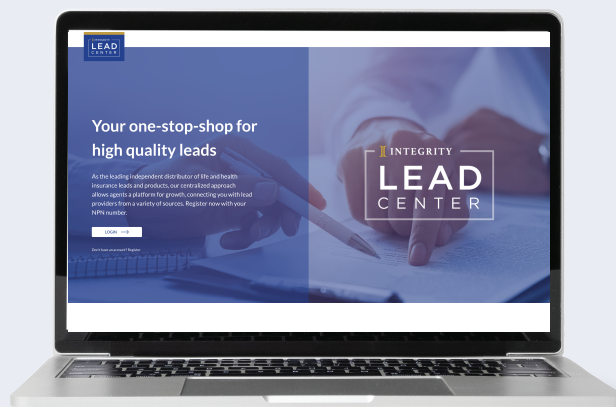 INTEGRITY
LEAD
CENTER
Your one-stop-shop for
high quality leads
As the leading independent distributor of life and health
insurance leads and products, our centralized approach
allows agents a platform for growth, connecting you with lead
providers from a variety of sources. Register now with your
NPN number.
LOGIN
Don't have an account? Register
INTEGRITY
LEAD
CENTER